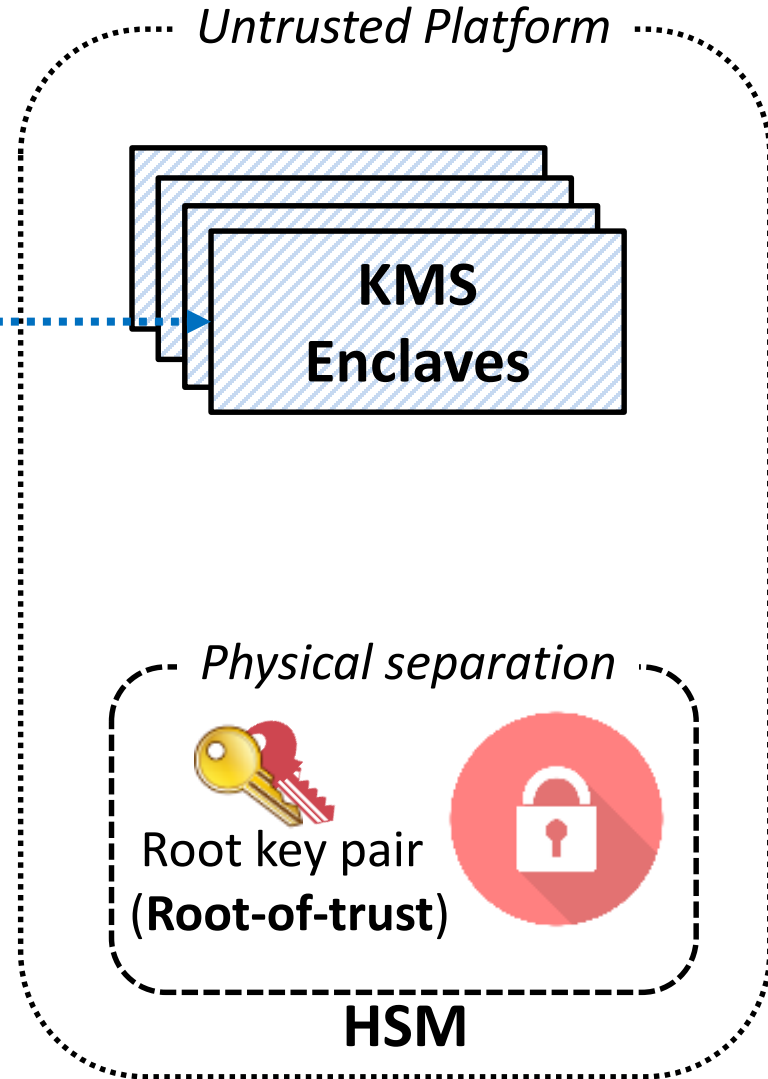 Untrusted Platform
KMS
Enclaves
Physical separation
Root key pair
(Root-of-trust)
HSM